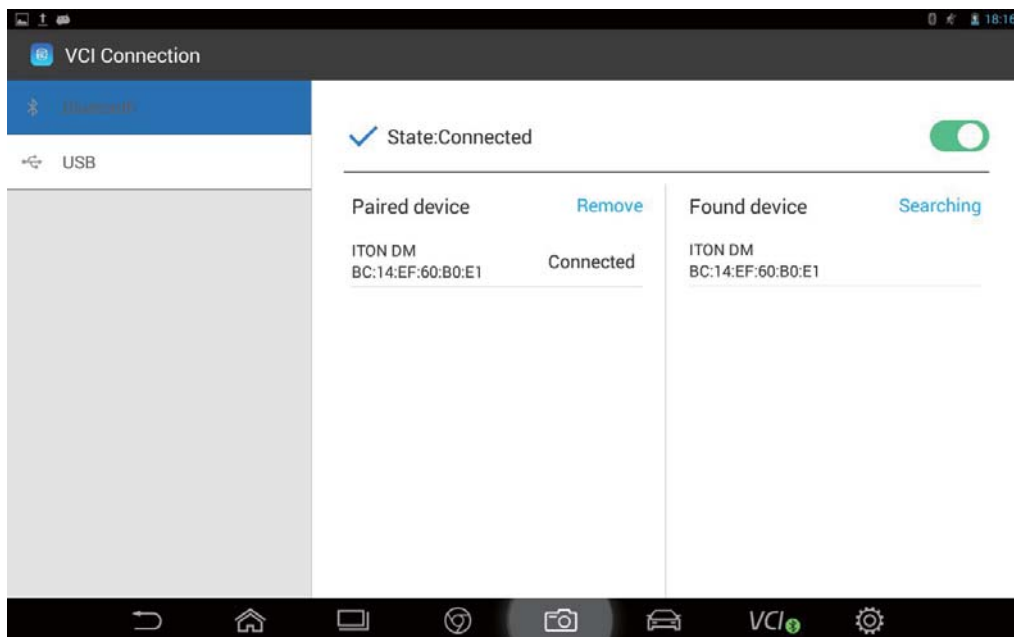 18:16
VCI Connection
Bluetooth
USB
State:Connected
Paired device
Remove
ITON DM
BC:14:EF:60:B0:E1
Connected
Found device
Searching
ITON DM
BC:14:EF:60:B0:E1
VCI